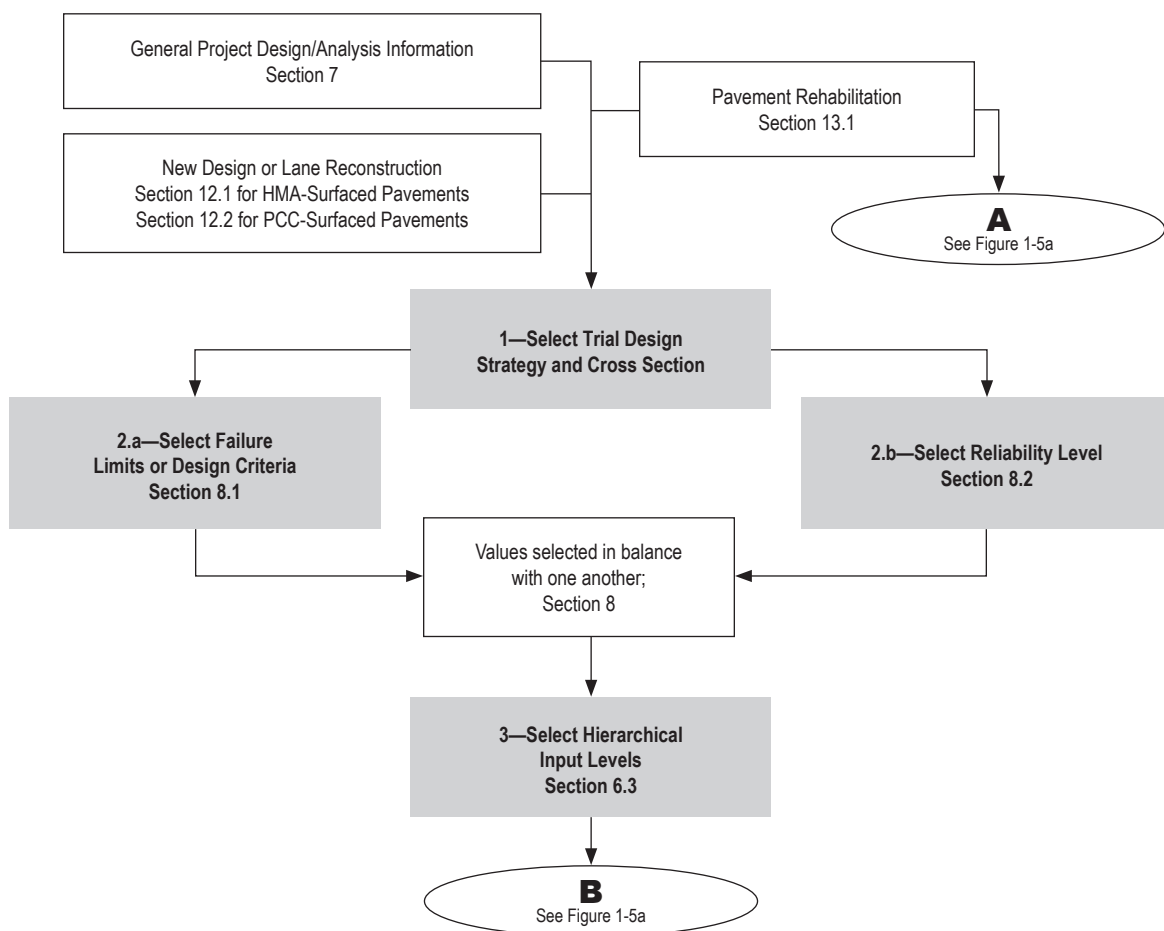 General Project Design/Analysis Information
Section 7
Pavement Rehabilitation
Section 13.1
New Design or Lane Reconstruction
Section 12.1 for HMA-Surfaced Pavements
Section 12.2 for PCC-Surfaced Pavements
A
See Figure 1-5a
1—Select Trial Design
Strategy and Cross Section
2.a—Select Failure
Limits or Design Criteria
Section 8.1
2.b—Select Reliability Level
Section 8.2
Values selected in balance
with one another;
Section 8
3—Select Hierarchical
Input Levels
Section 6.3
B
See Figure 1-5a